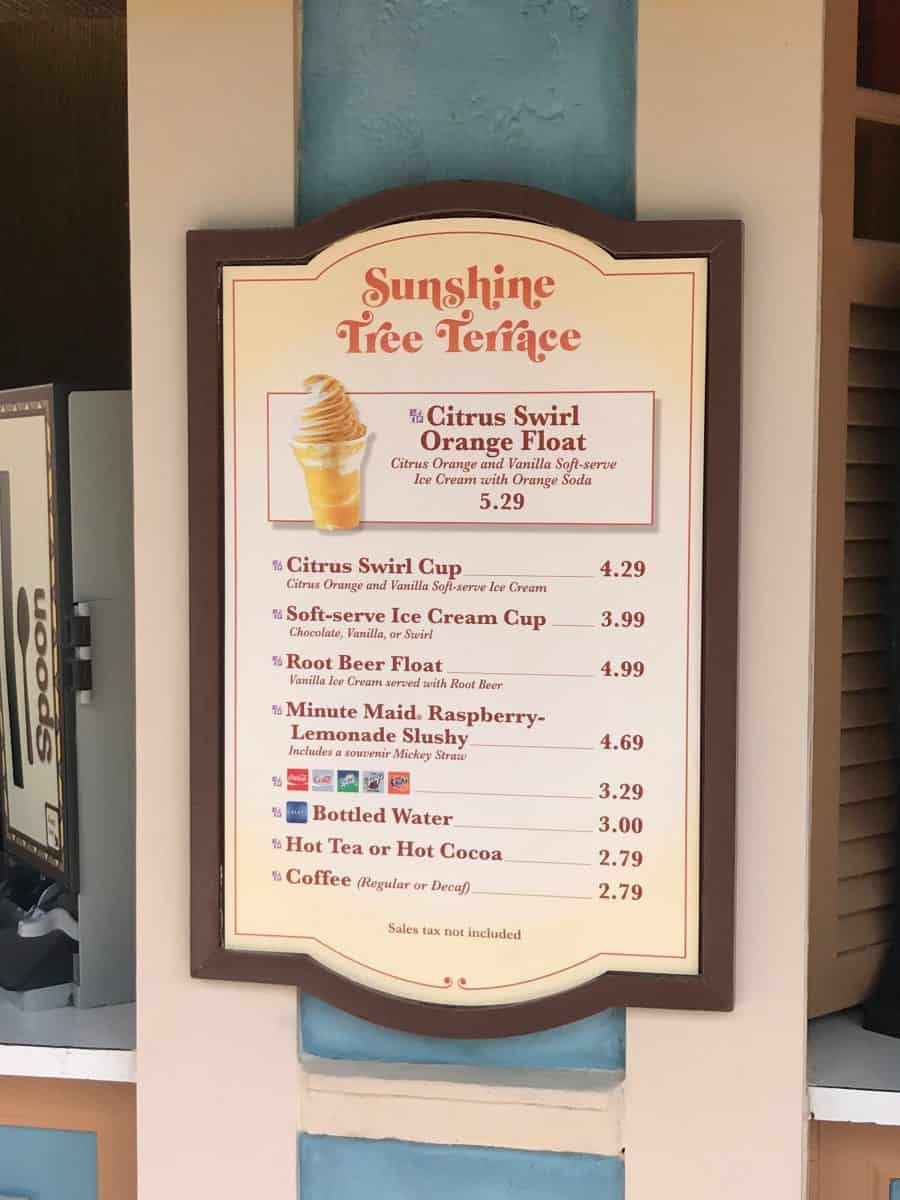 Sunshine
Tree Terrace
Citrus Swirl
Orange Float
Citrus Orange and Vanilla Soft-serve
Ice Cream with Orange Soda
5.29
Citrus Swirl Cup 4.29
Citrus Orange and Vanilla Soft-serve Ice Cream
Soft-serve Ice Cream Cup 3.99
Chocolate, Vanilla, or Swirl
Root Beer Float 4.99
Vanilla Ice Cream served with Root Beer
Minute Maid® Raspberry-
Lemonade Slushy 4.69
Includes a souvenir Mickey Straw
3.29
Bottled Water 3.00
Hot Tea or Hot Cocoa 2.79
Coffee (Regular or Decaf) 2.79
Sales tax not included
spoon